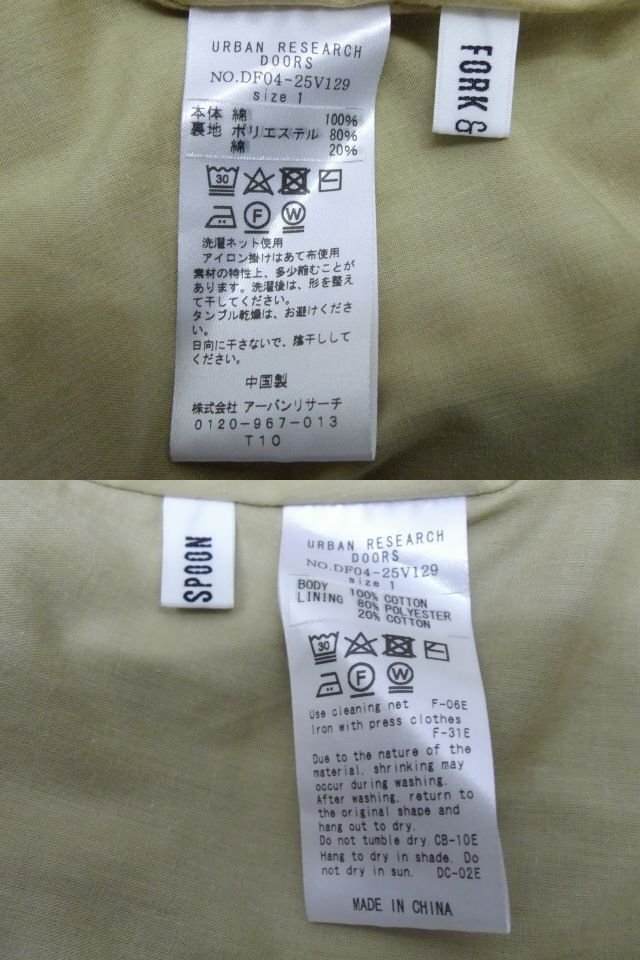 URBAN RESEARCH
DOORS
NO.DF04-25V129
size 1
本体 綿 100%
裏地 ポリエステル 80%
綿 20%
30
F W
洗濯ネット使用
アイロン掛けはあて布使用
素材の特性上、多少縮むことが
あります。洗濯後は、形を整え
て干してください。
タンブル乾燥は、お避けくださ
い。
日向に干さないで、陰干しして
ください。
中国製
株式会社 アーバンリサーチ
0120-967-013
T10
FORK &
SPOON
URBAN RESEARCH
DOORS
NO.DF04-25V129
size 1
BODY 100% COTTON
LINING 80% POLYESTER
20% COTTON
30
F W
Use cleaning net F-06E
Iron with press clothes
F-31E
Due to the nature of the
material, shrinking may
occur during washing.
After washing, return to
the original shape and
hang out to dry.
Do not tumble dry. CB-10E
Hang to dry in shade. Do
not dry in sun. DC-02E
MADE IN CHINA